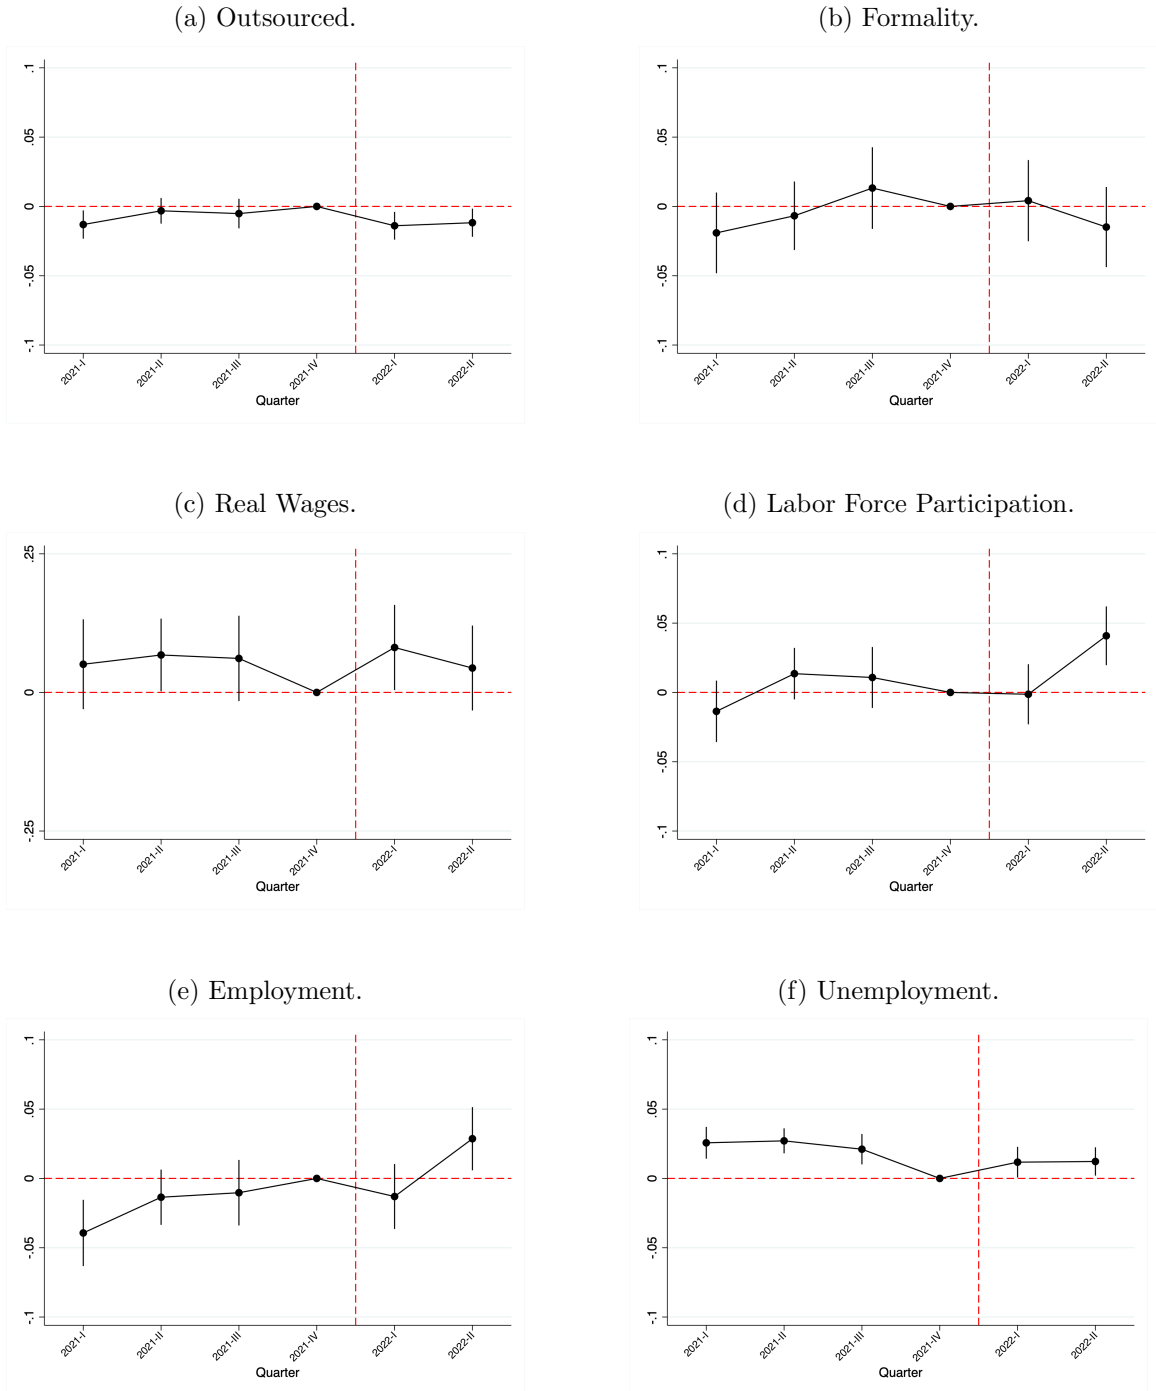 (a) Outsourced.
.1
.05
0
-.05
-.1
2021-I
2021-II
2021-III
2021-IV
2022-I
2022-II
Quarter
(b) Formality.
.1
.05
0
-.05
-.1
2021-I
2021-II
2021-III
2021-IV
2022-I
2022-II
Quarter
(c) Real Wages.
.25
0
-.25
2021-I
2021-II
2021-III
2021-IV
2022-I
2022-II
Quarter
(d) Labor Force Participation.
.1
.05
0
-.05
-.1
2021-I
2021-II
2021-III
2021-IV
2022-I
2022-II
Quarter
(e) Employment.
.1
.05
0
-.05
-.1
2021-I
2021-II
2021-III
2021-IV
2022-I
2022-II
Quarter
(f) Unemployment.
.1
.05
0
-.05
-.1
2021-I
2021-II
2021-III
2021-IV
2022-I
2022-II
Quarter